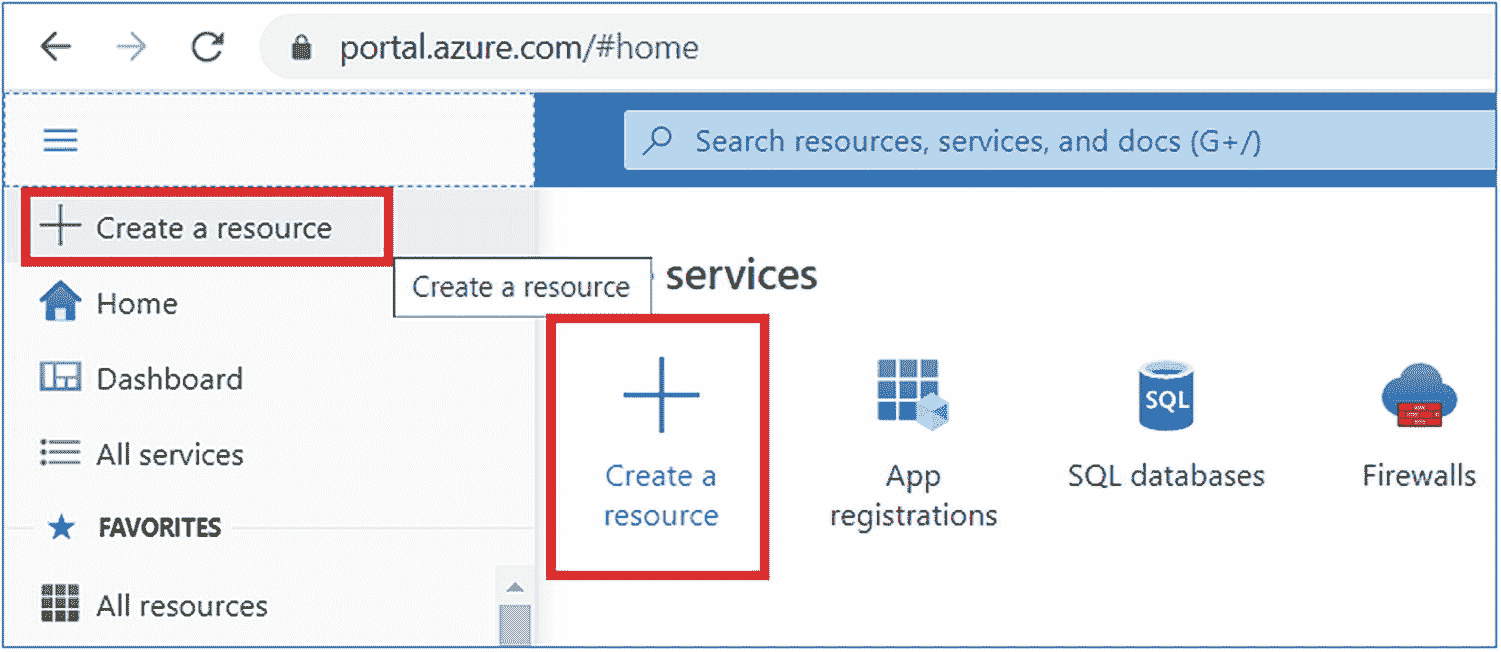 portal.azure.com/#home
Search resources, services, and docs (G+/)
Create a resource
Create a resource
services
Home
Dashboard
All services
FAVORITES
All resources
Create a
resource
App
registrations
SQL
SQL databases
Firewalls